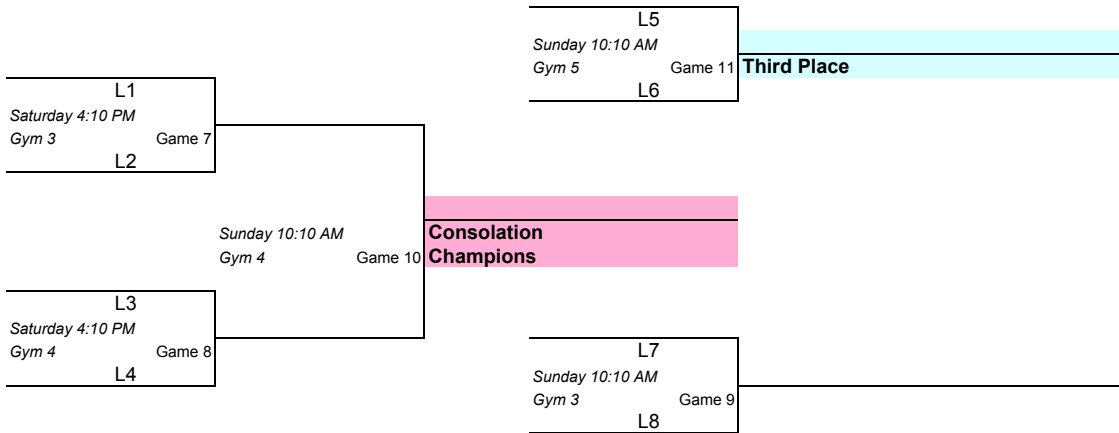 L5
Sunday 10:10 AM
Gym 5 Game 11
L6
Third Place
L1
Saturday 4:10 PM
Gym 3 Game 7
L2
Sunday 10:10 AM
Gym 4 Game 10
Consolation
Champions
L3
Saturday 4:10 PM
Gym 4 Game 8
L4
L7
Sunday 10:10 AM
Gym 3 Game 9
L8